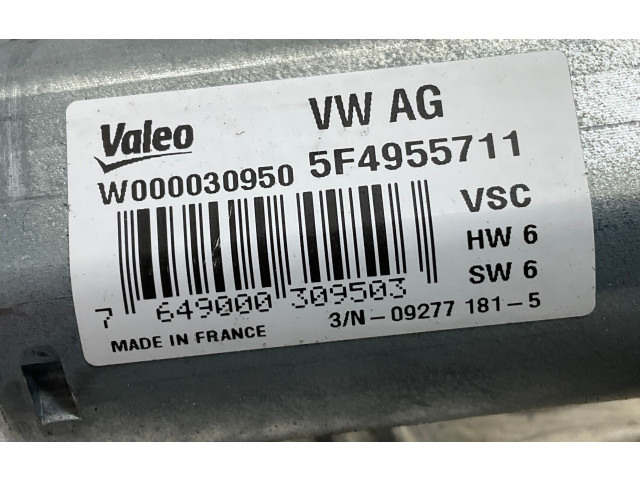 Valeo VW AG
W000030950 5F4955711
VSC
HW 6
SW 6
7 649000 309503
3/N-09277 181-5
MADE IN FRANCE